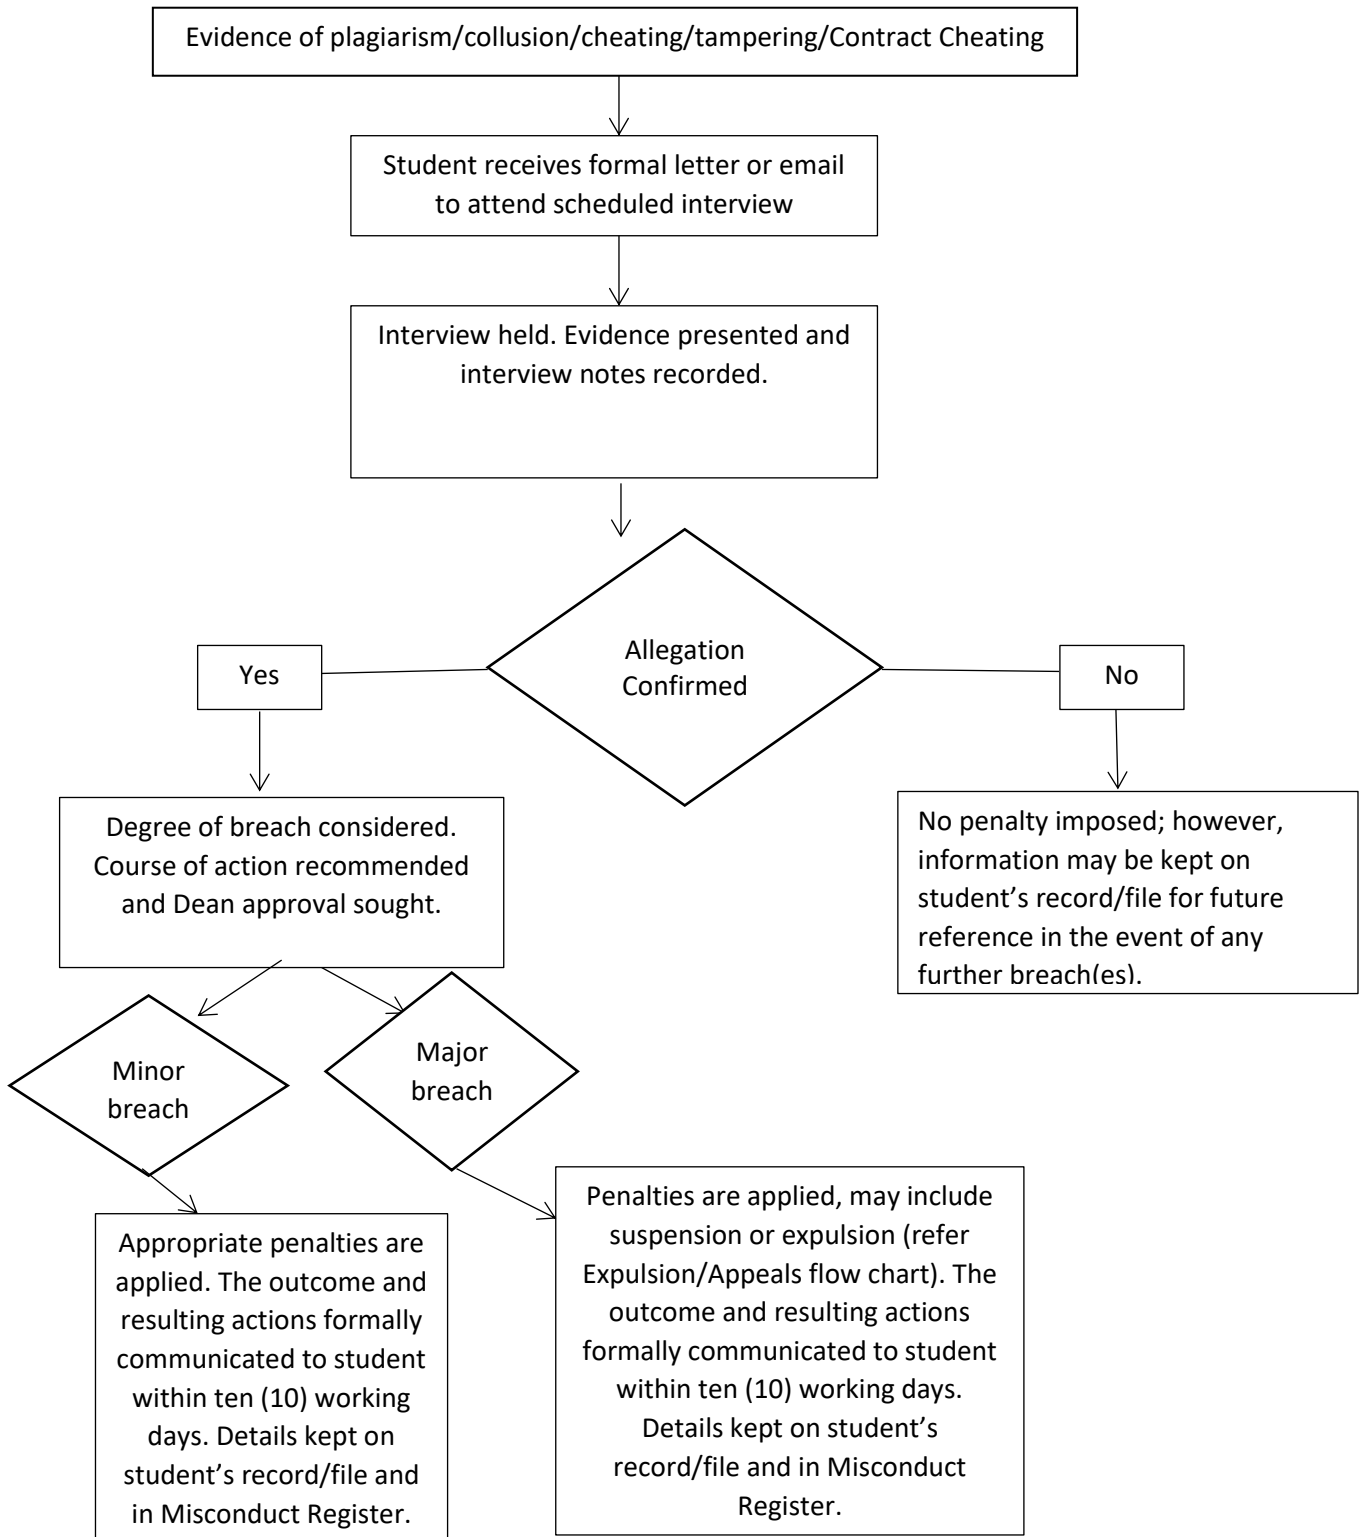 Evidence of plagiarism/collusion/cheating/tampering/Contract Cheating
Student receives formal letter or email
to attend scheduled interview
Interview held. Evidence presented and
interview notes recorded.
Allegation
Confirmed
Yes
No
Degree of breach considered.
Course of action recommended
and Dean approval sought.
No penalty imposed; however,
information may be kept on
student’s record/file for future
reference in the event of any
further breach(es).
Minor
breach
Major
breach
Appropriate penalties are
applied. The outcome and
resulting actions formally
communicated to student
within ten (10) working
days. Details kept on
student’s record/file and
in Misconduct Register.
Penalties are applied, may include
suspension or expulsion (refer
Expulsion/Appeals flow chart). The
outcome and resulting actions
formally communicated to student
within ten (10) working days.
Details kept on student’s
record/file and in Misconduct
Register.